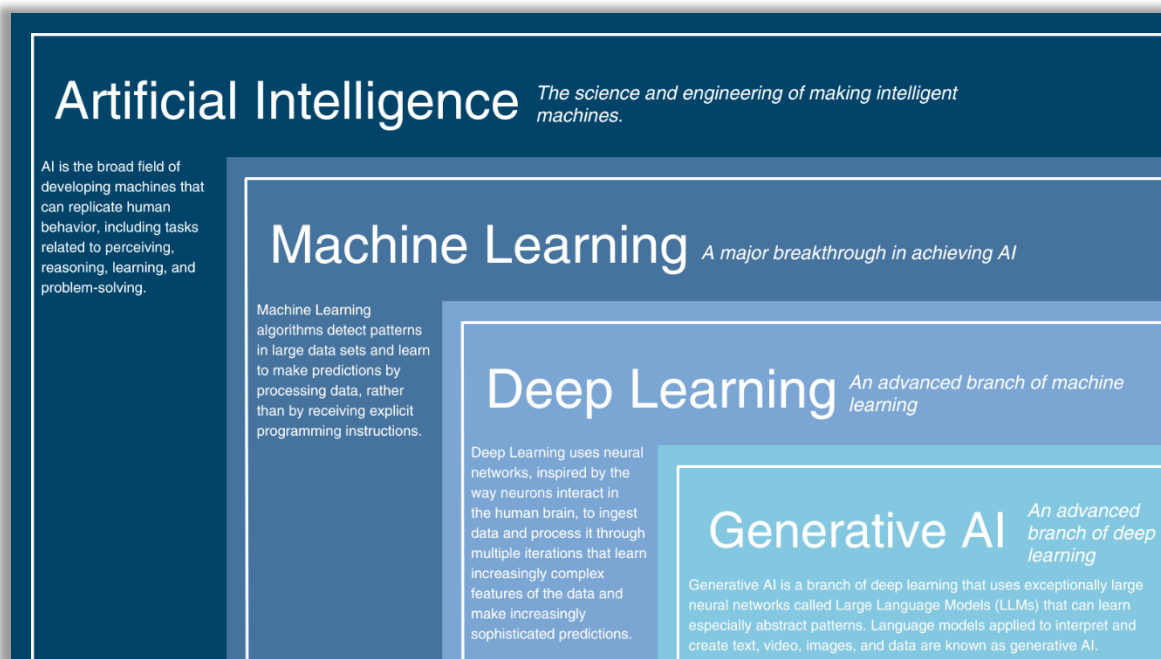 Artificial Intelligence
The science and engineering of making intelligent
machines.
AI is the broad field of
developing machines that
can replicate human
behavior, including tasks
related to perceiving,
reasoning, learning, and
problem-solving.
Machine Learning
A major breakthrough in achieving AI
Machine Learning
algorithms detect patterns
in large data sets and learn
to make predictions by
processing data, rather
than by receiving explicit
programming instructions.
Deep Learning
An advanced branch of machine
learning
Deep Learning uses neural
networks, inspired by the
way neurons interact in
the human brain, to ingest
data and process it through
multiple iterations that learn
increasingly complex
features of the data and
make increasingly
sophisticated predictions.
Generative AI
An advanced
branch of deep
learning
Generative AI is a branch of deep learning that uses exceptionally large
neural networks called Large Language Models (LLMs) that can learn
especially abstract patterns. Language models applied to interpret and
create text, video, images, and data are known as generative AI.